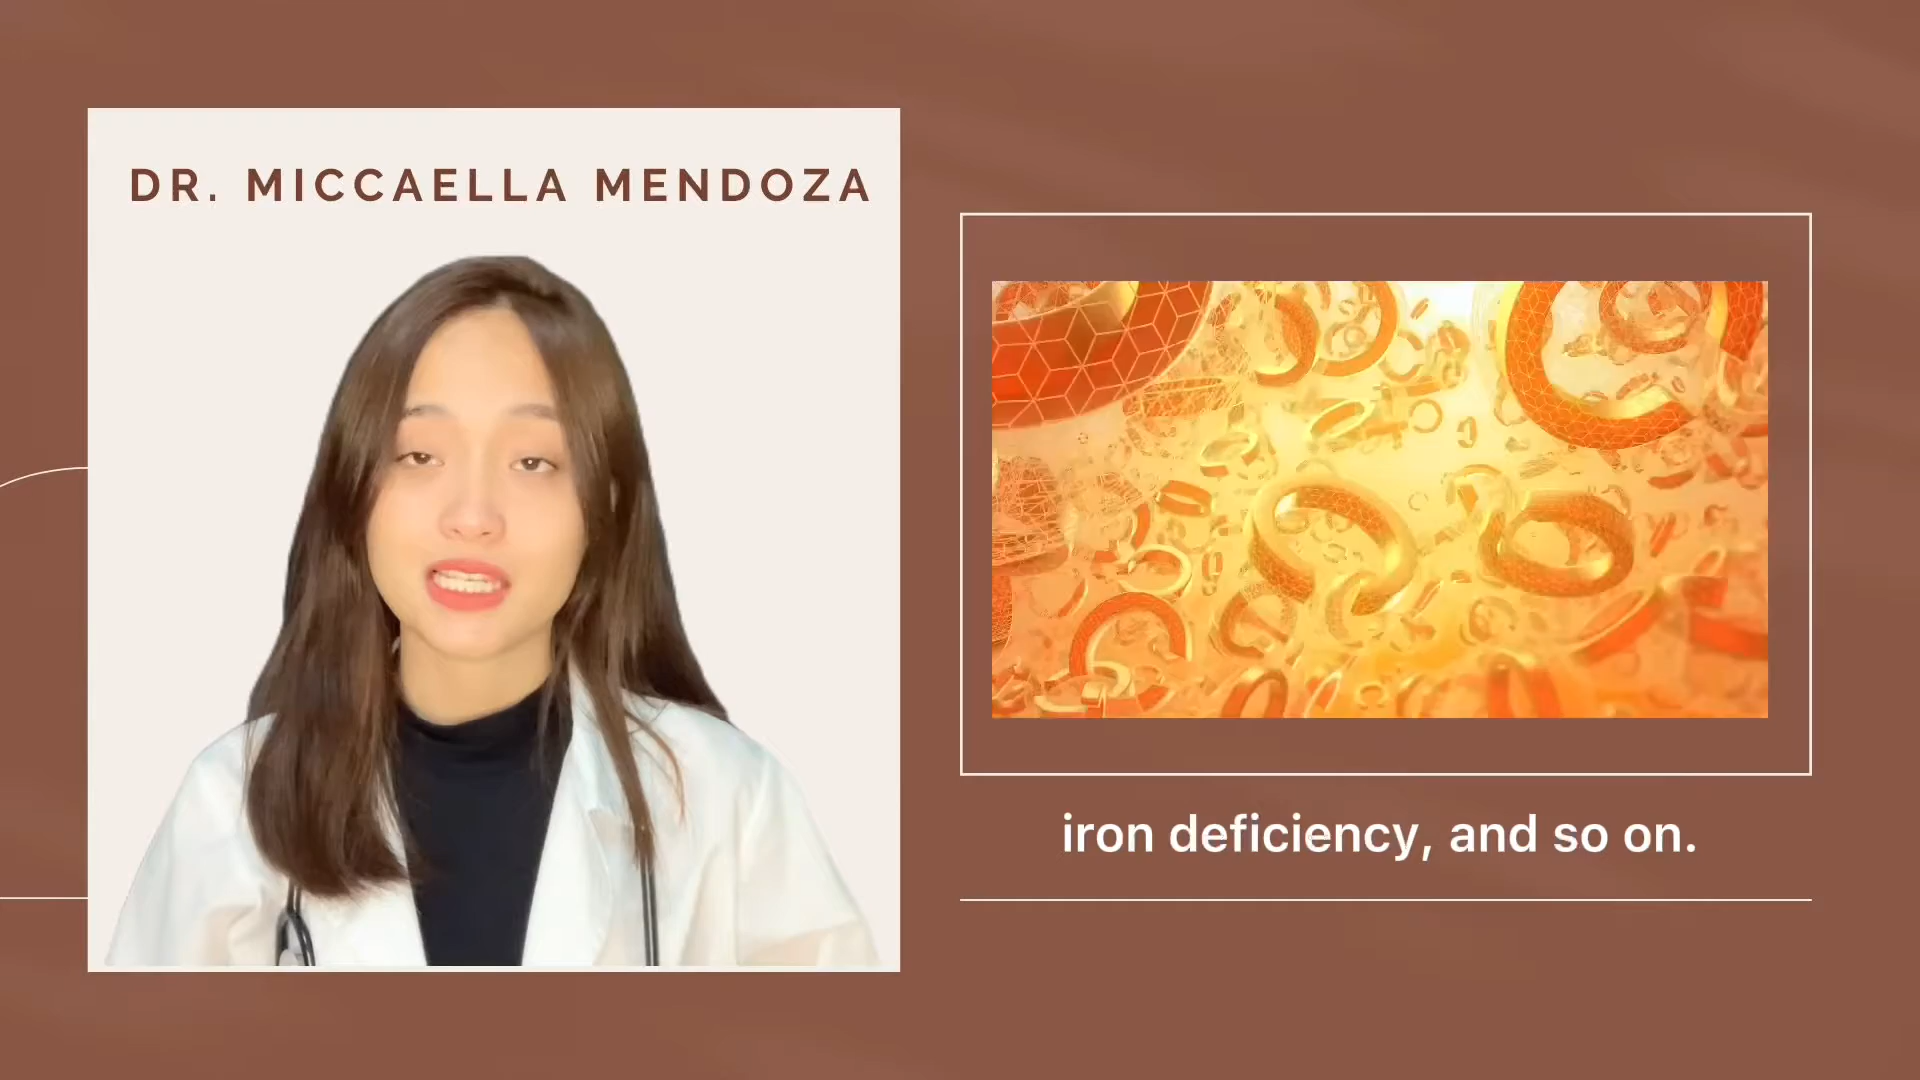 DR. MICCAELLA MENDOZA
iron deficiency, and so on.